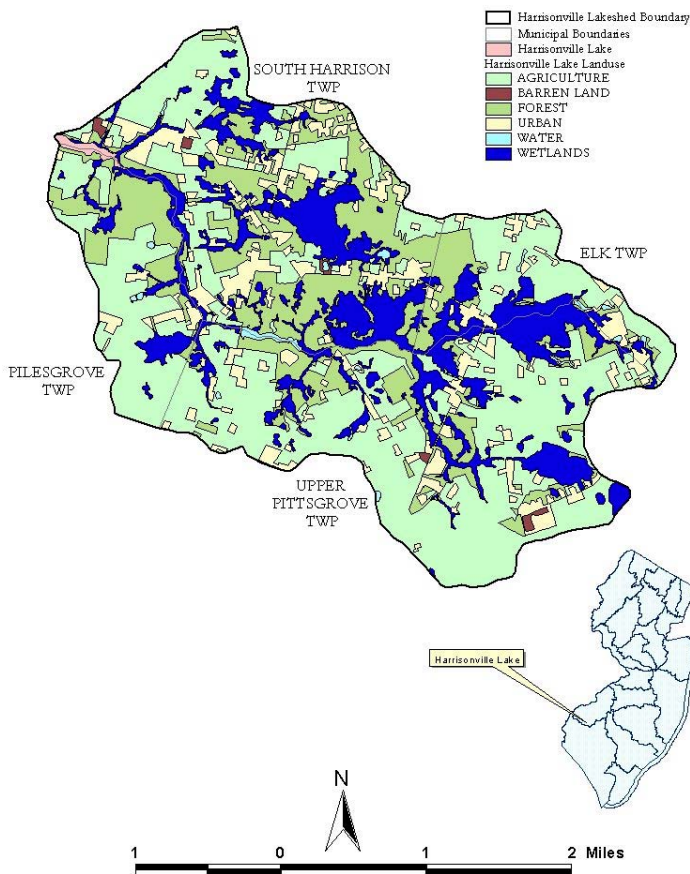 Harrisonville Lakeshed Boundary
Municipal Boundaries
Harrisonville Lake
Harrisonville Lake Landuse
AGRICULTURE
BARREN LAND
FOREST
URBAN
WATER
WETLANDS
SOUTH HARRISON
TWP
ELK TWP
PILESGROVE
TWP
UPPER
PITTSGROVE
TWP
Harrisonville Lake
N
1 0 1 2 Miles